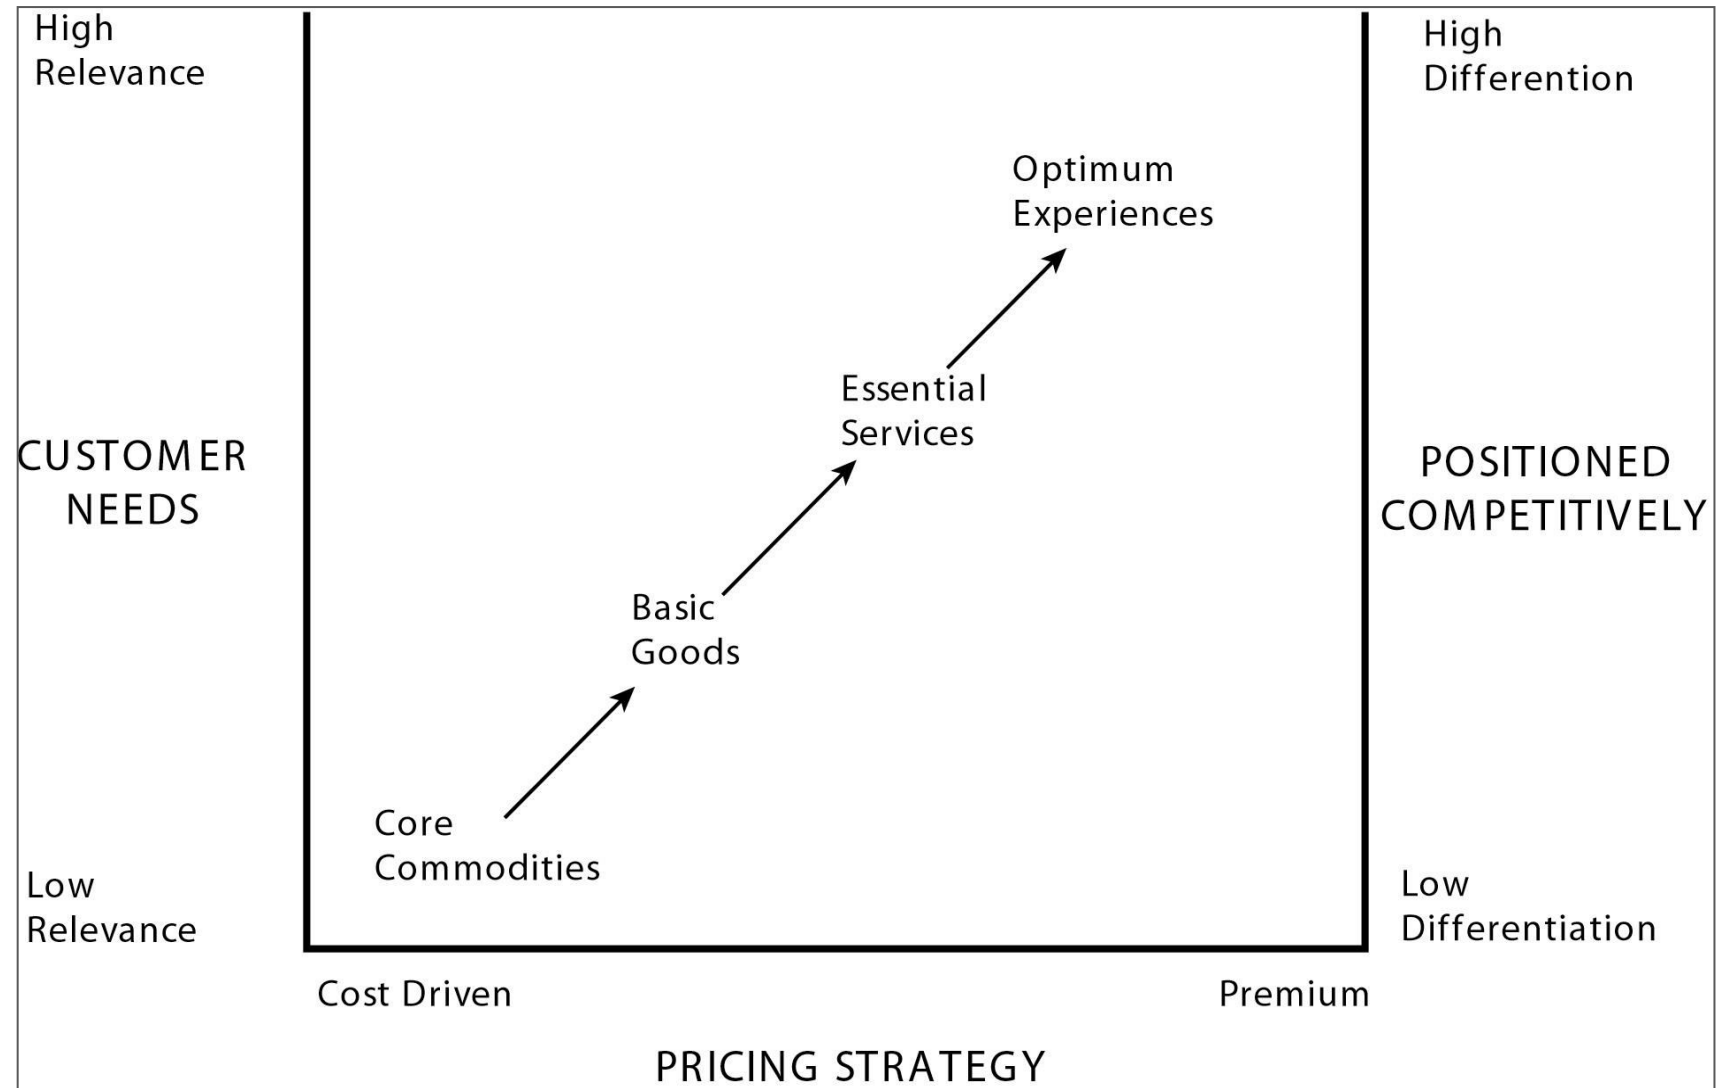 High
Relevance
High
Differention
Optimum
Experiences
Essential
Services
CUSTOMER
NEEDS
POSITIONED
COMPETITIVELY
Basic
Goods
Core
Commodities
Low
Relevance
Low
Differentiation
Cost Driven
Premium
PRICING STRATEGY